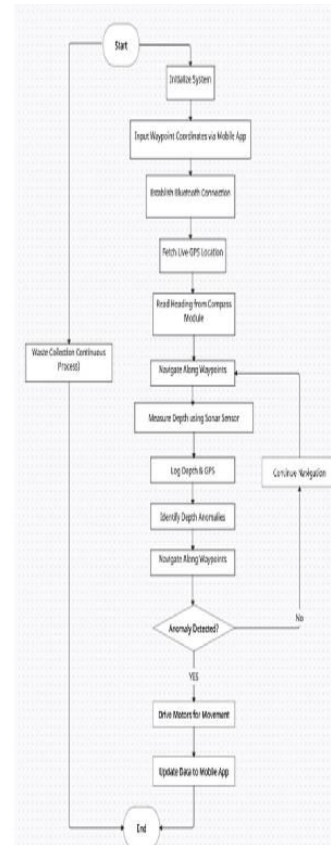 Start
Initialize System
Input Waypoint Coordinates via Mobile App
Establish Bluetooth Connection
Fetch Live GPS Location
Read Heading from Compass
Module
Waste Collection Continuous
Process)
Navigate Along Waypoints
Measure Depth using Sonar Sensor
Log Depth & GPS
Continue Navigation
Identify Depth Anomalies
Navigate Along Waypoints
Anomaly Detected?
No
YES
Drive Motors for Movement
Update Data to Mobile App
End